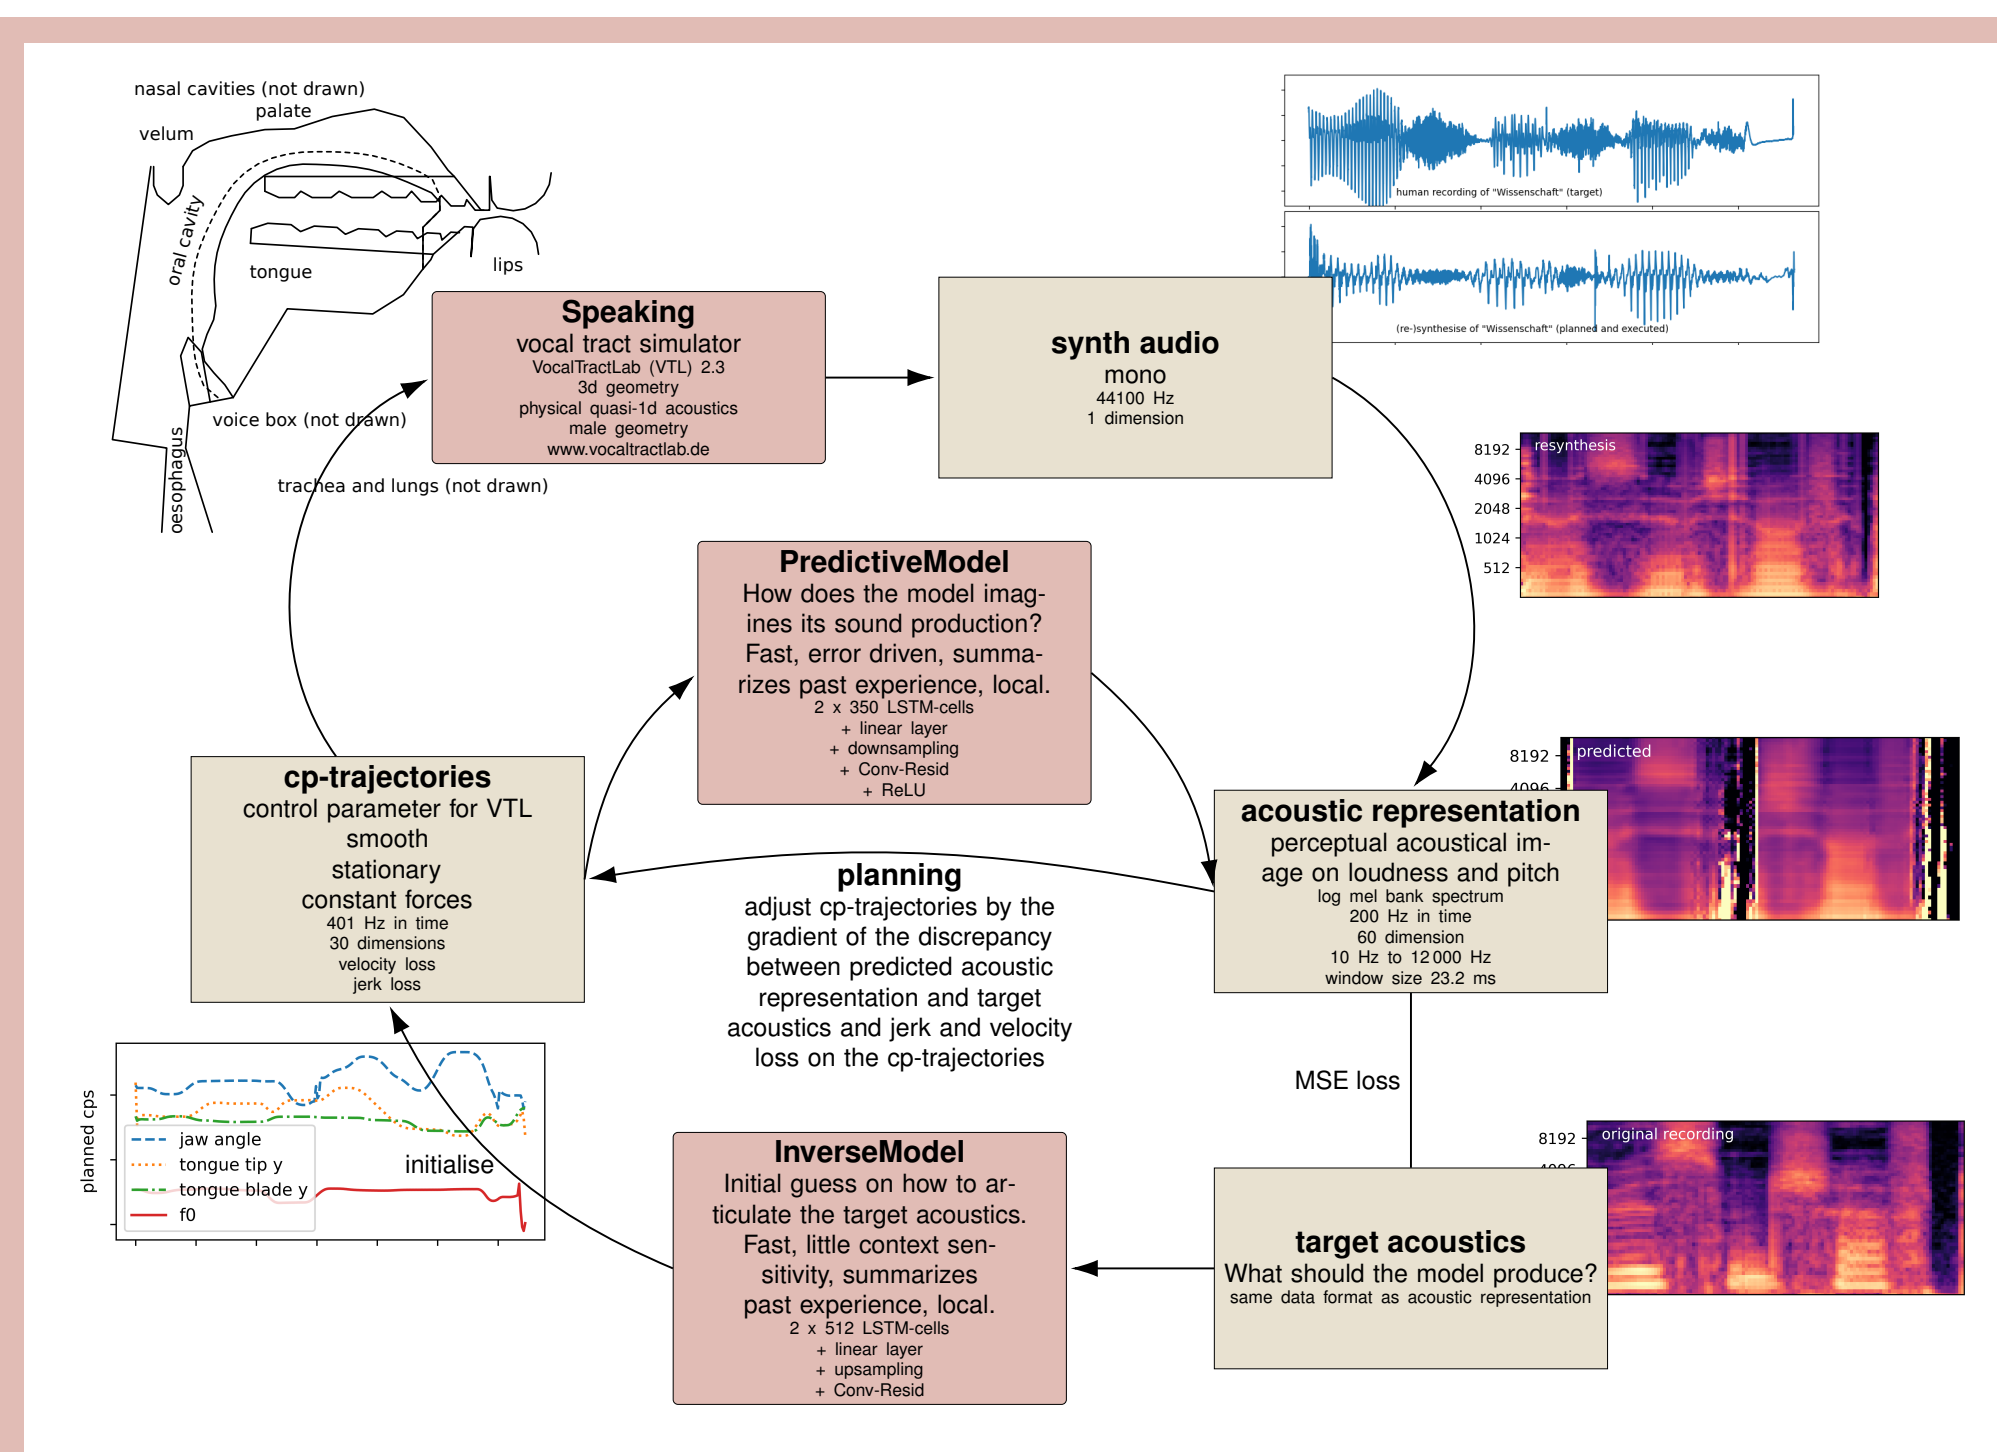 nasal cavities (not drawn)
palate
velum
oral cavity
tongue
lips
voice box (not drawn)
oesophagus
trachea and lungs (not drawn)
human recording of "Wissenschaft" (target)
(re-)synthesise of "Wissenschaft" (planned and executed)
Speaking
vocal tract simulator
VocalTractLab (VTL) 2.3
3d geometry
physical quasi-1d acoustics
male geometry
www.vocaltractlab.de
synth audio
mono
44100 Hz
1 dimension
resynthesis
8192
4096
2048
1024
512
PredictiveModel
How does the model imag-
ines its sound production?
Fast, error driven, summa-
rizes past experience, local.
2 x 350 LSTM-cells
+ linear layer
+ downsampling
+ Conv-Resid
+ ReLU
cp-trajectories
control parameter for VTL
smooth
stationary
constant forces
401 Hz in time
30 dimensions
velocity loss
jerk loss
predicted
8192
4096
acoustic representation
perceptual acoustical im-
age on loudness and pitch
log mel bank spectrum
200 Hz in time
60 dimension
10 Hz to 12000 Hz
window size 23.2 ms
planning
adjust cp-trajectories by the
gradient of the discrepancy
between predicted acoustic
representation and target
acoustics and jerk and velocity
loss on the cp-trajectories
MSE loss
planned cps
jaw angle
tongue tip y
tongue blade y
f0
initialise
InverseModel
Initial guess on how to ar-
ticulate the target acoustics.
Fast, little context sen-
sitivity, summarizes
past experience, local.
2 x 512 LSTM-cells
+ linear layer
+ upsampling
+ Conv-Resid
original recording
8192
4096
target acoustics
What should the model produce?
same data format as acoustic representation